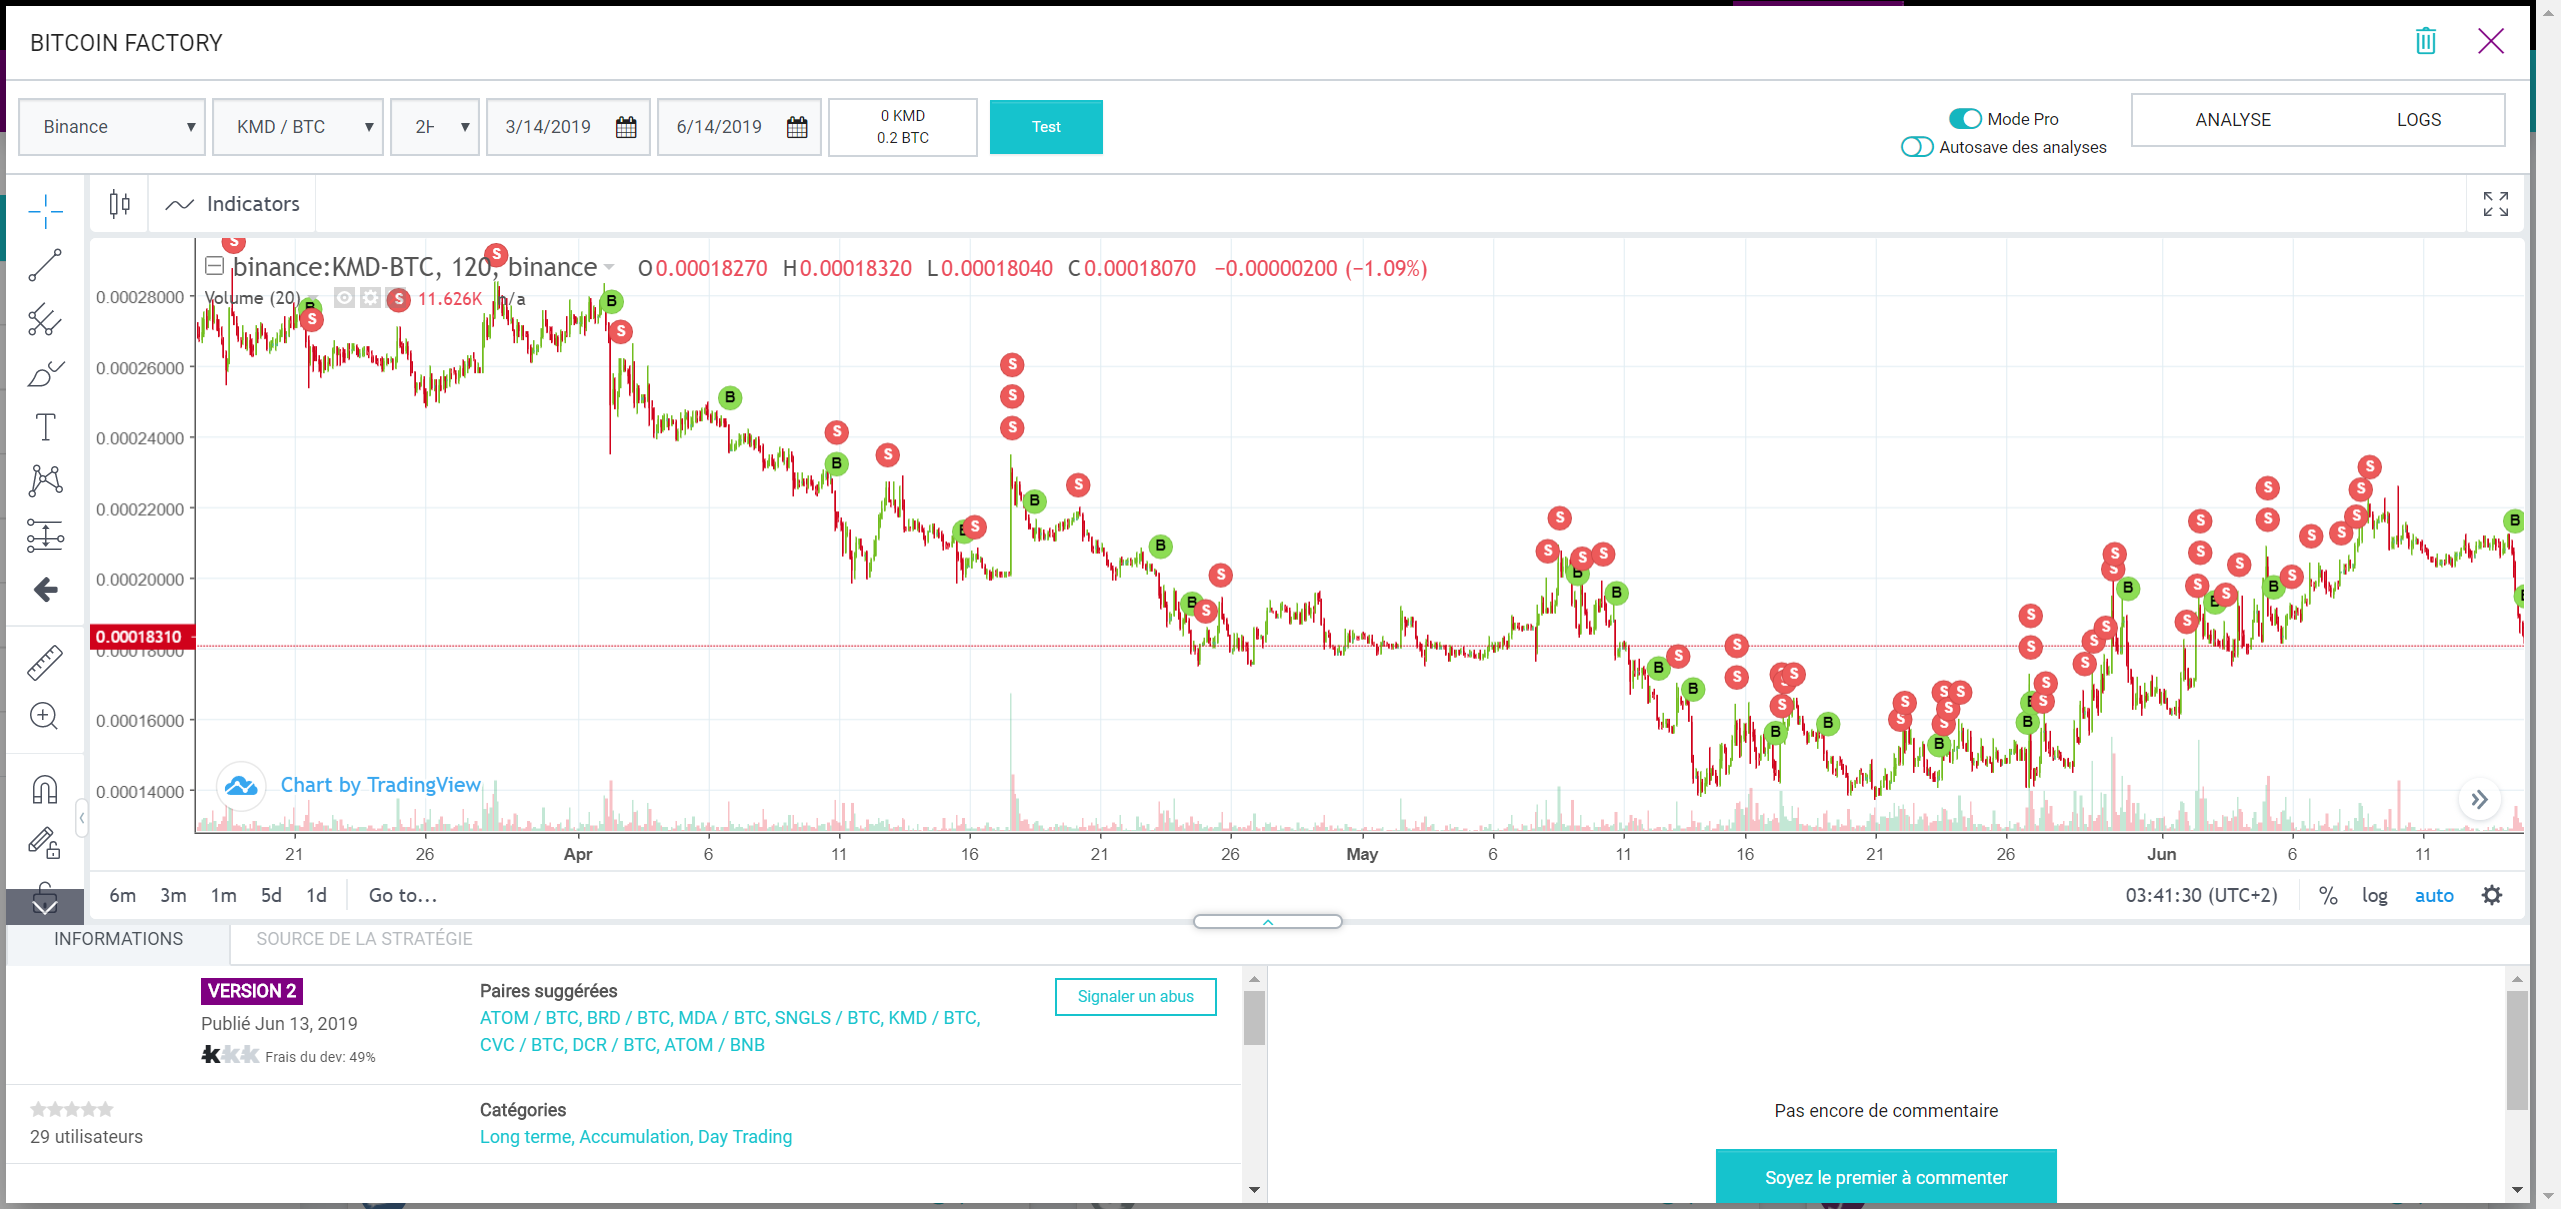 BITCOIN FACTORY
Binance
KMD / BTC
3/14/2019
6/14/2019
0 KMD
0.2 BTC
Test
Mode Pro
Autosave des analyses
ANALYSE
LOGS
Indicators
binance:KMD-BTC, 120, binance O0.00018270 H0.00018320 L0.00018040 C0.00018070 −0.00000200 (−1.09%)
Volume (20) 11.626K n/a
0.00028000
0.00026000
0.00024000
0.00022000
0.00020000
0.00018310
0.00018000
0.00016000
0.00014000
Chart by TradingView
21 26 Apr 6 11 16 21 26 May 6 11 16 21 26 Jun 6 11
6m 3m 1m 5d 1d Go to...
03:41:30 (UTC+2) % log auto
INFORMATIONS
SOURCE DE LA STRATÉGIE
VERSION 2
Publié Jun 13, 2019
Frais du dev: 49%
Paires suggérées
ATOM / BTC, BRD / BTC, MDA / BTC, SNGLS / BTC, KMD / BTC,
CVC / BTC, DCR / BTC, ATOM / BNB
Signaler un abus
29 utilisateurs
Catégories
Long terme, Accumulation, Day Trading
Pas encore de commentaire
Soyez le premier à commenter